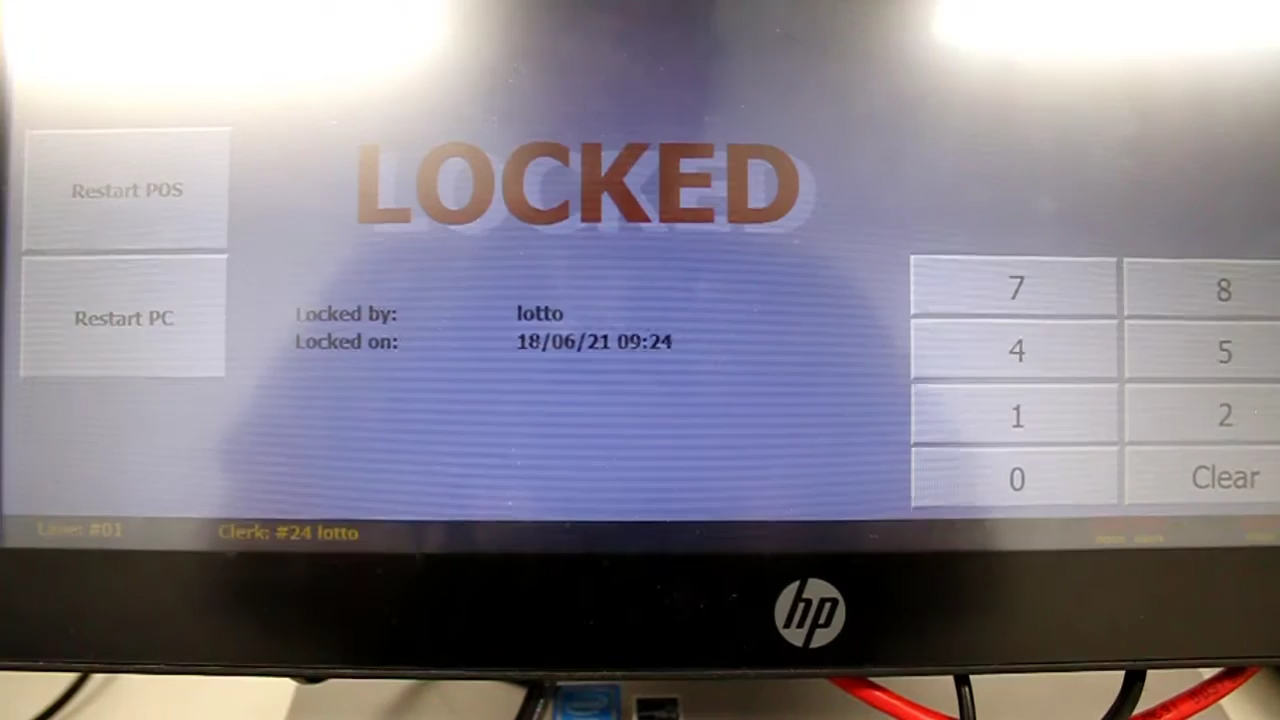 LOCKED
Restart POS
Restart PC
Locked by: lotto
Locked on: 18/06/21 09:24
7 8
4 5
1 2
0 Clear
Lane: #01 Clerk: #24 lotto
hp